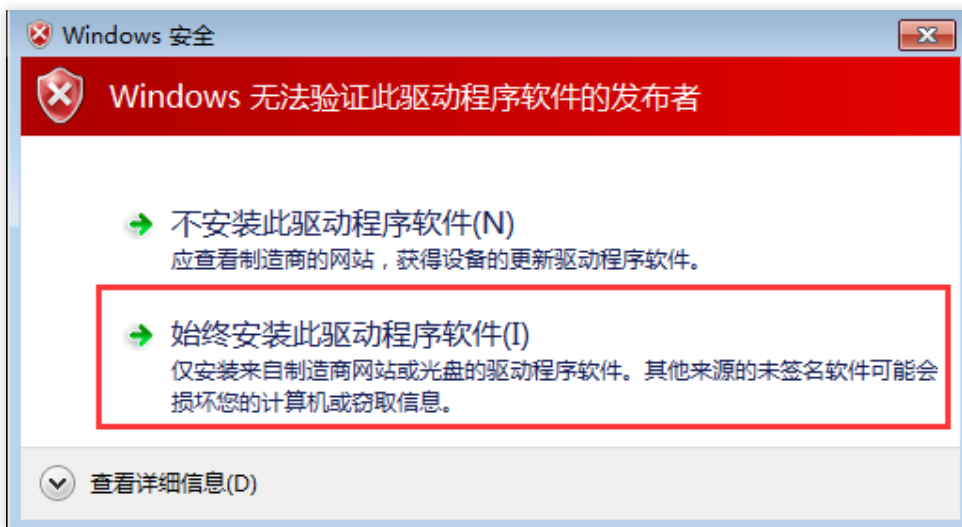 Windows 安全
Windows 无法验证此驱动程序软件的发布者
不安装此驱动程序软件(N)
应查看制造商的网站，获得设备的更新驱动程序软件。
始终安装此驱动程序软件(I)
仅安装来自制造商网站或光盘的驱动程序软件。其他来源的未签名软件可能会
损坏您的计算机或窃取信息。
查看详细信息(D)